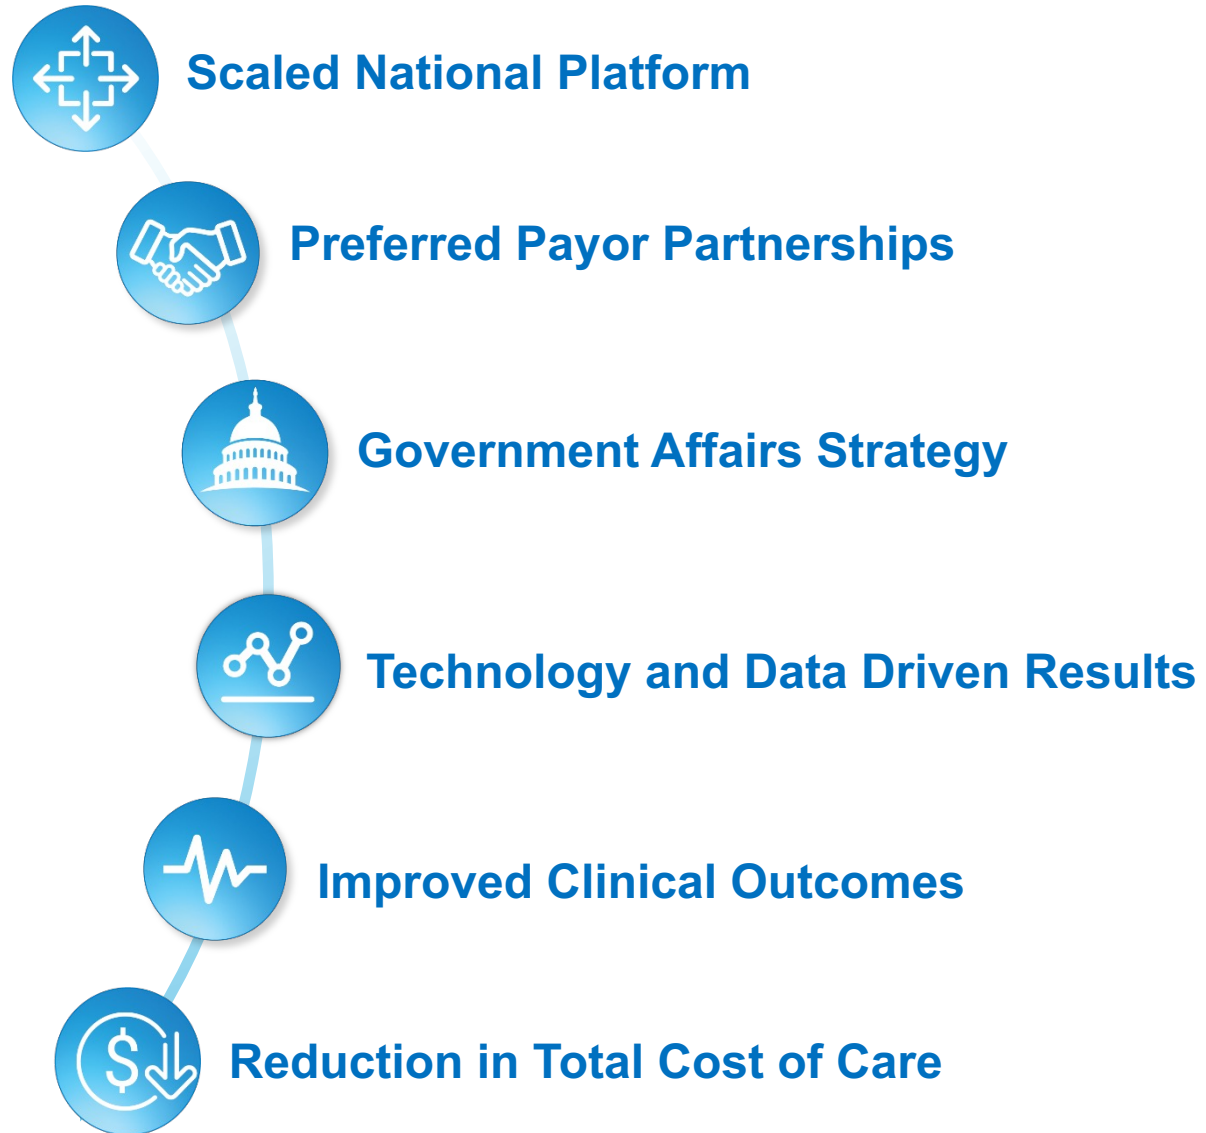 Scaled National Platform
Preferred Payor Partnerships
Government Affairs Strategy
Technology and Data Driven Results
Improved Clinical Outcomes
$
Reduction in Total Cost of Care